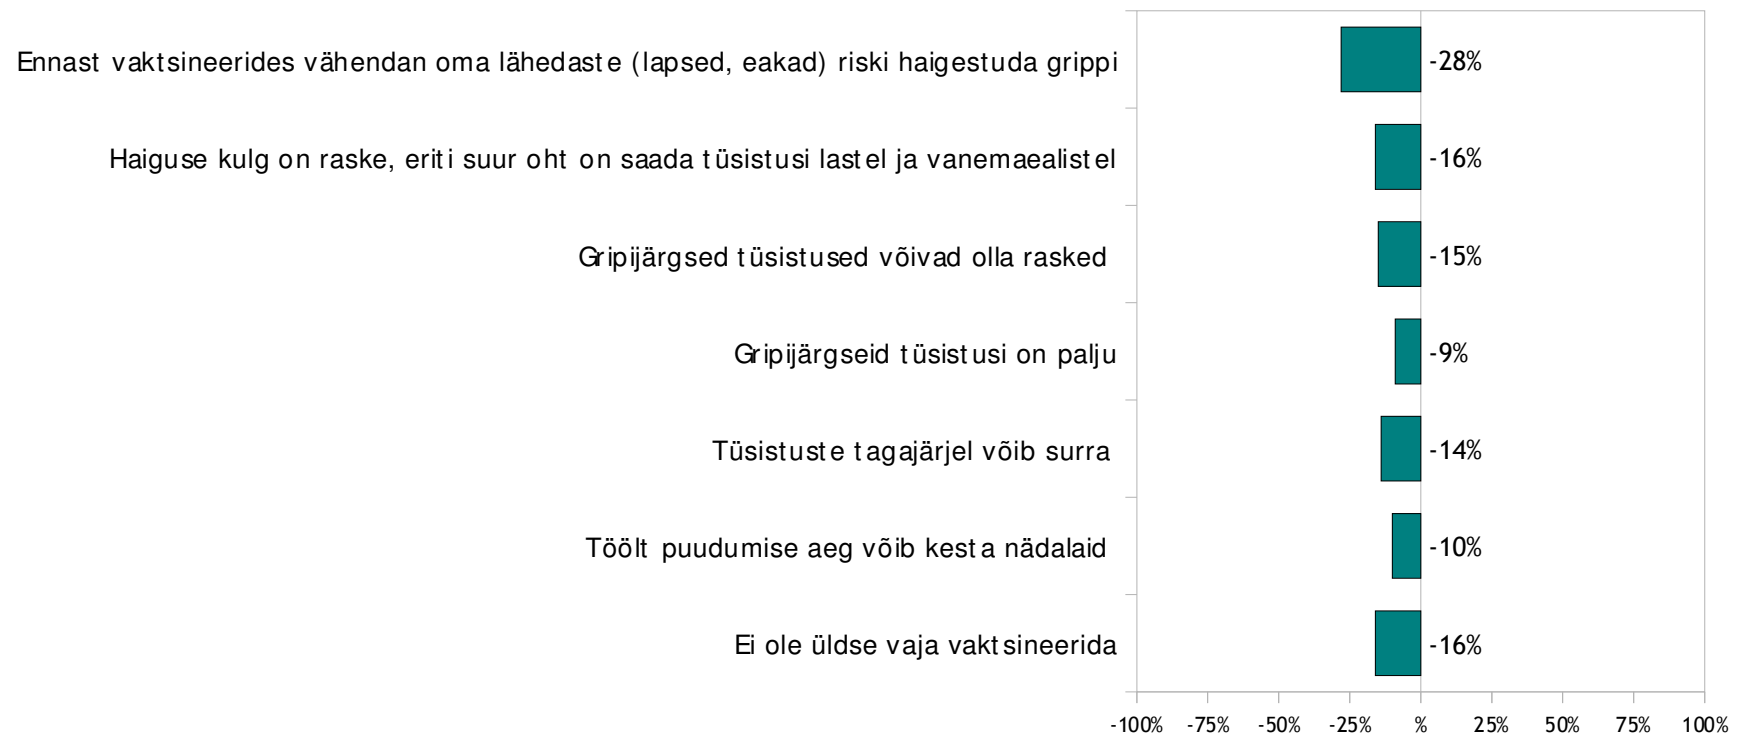 Ennast vaktsineerides vähendan oma lähedaste (lapsed, eakad) riski haigestuda grippi -28%
Haiguse kulg on raske, eriti suur oht on saada tüsistusi lastel ja vanemaealistel -16%
Gripijärgsed tüsistused võivad olla rasked -15%
Gripijärgseid tüsistusi on palju -9%
Tüsistuste tagajärjel võib surra -14%
Töölt puudumise aeg võib kesta nädalaid -10%
Ei ole üldse vaja vaktsineerida -16%
-100% -75% -50% -25% % 25% 50% 75% 100%